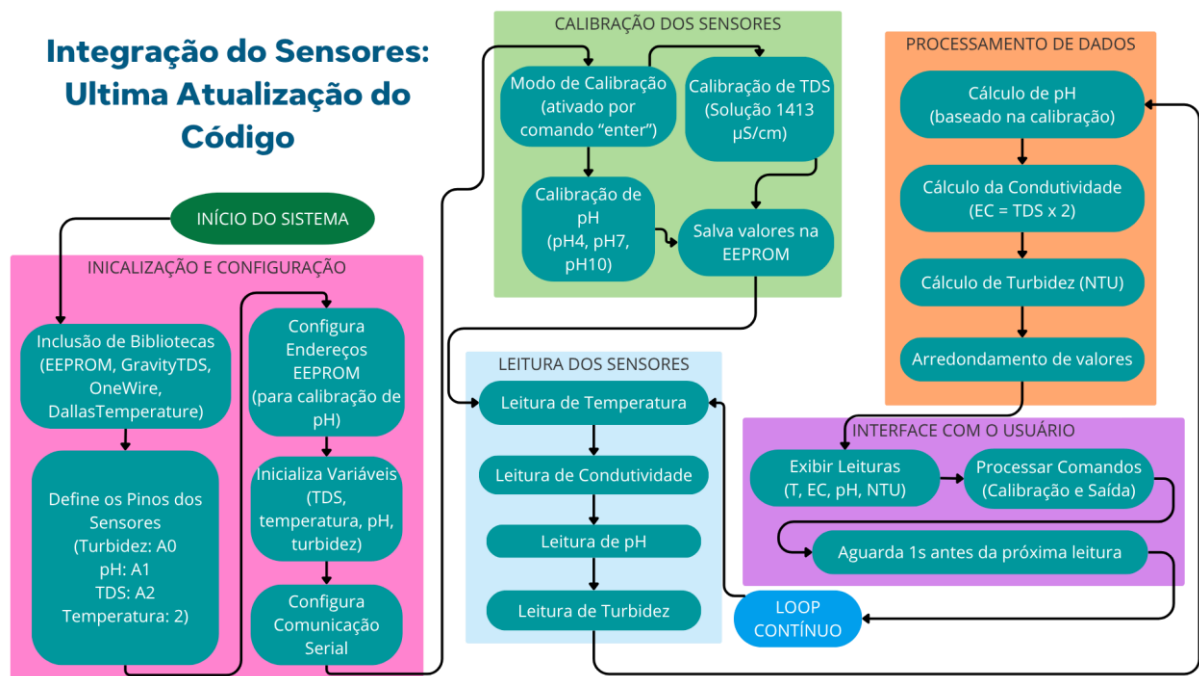 Integração do Sensores:
Ultima Atualização do
Código
INÍCIO DO SISTEMA
INICALIZAÇÃO E CONFIGURAÇÃO
Inclusão de Bibliotecas
(EEPROM, GravityTDS,
OneWire,
DallasTemperature)
Define os Pinos dos
Sensores
(Turbidez: A0
pH: A1
TDS: A2
Temperatura: 2)
Configura
Endereços
EEPROM
(para calibração de
pH)
Inicializa Variáveis
(TDS,
temperatura, pH,
turbidez)
Configura
Comunicação
Serial
CALIBRAÇÃO DOS SENSORES
Modo de Calibração
(ativado por
comando “enter”)
Calibração de TDS
(Solução 1413
µS/cm)
Calibração de
pH
(pH4, pH7,
pH10)
Salva valores na
EEPROM
LEITURA DOS SENSORES
Leitura de Temperatura
Leitura de Condutividade
Leitura de pH
Leitura de Turbidez
PROCESSAMENTO DE DADOS
Cálculo de pH
(baseado na calibração)
Cálculo da Condutividade
(EC = TDS x 2)
Cálculo de Turbidez (NTU)
Arredondamento de valores
INTERFACE COM O USUÁRIO
Exibir Leituras
(T, EC, pH, NTU)
Processar Comandos
(Calibração e Saída)
Aguarda 1s antes da próxima leitura
LOOP
CONTÍNUO